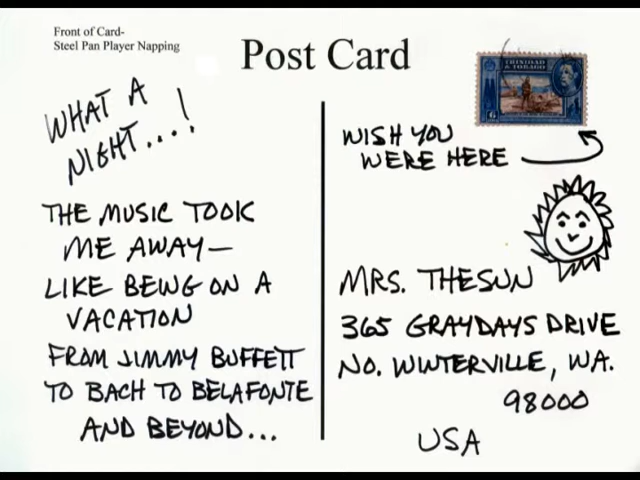 Front of Card-
Steel Pan Player Napping
Post Card
WHAT A
NIGHT...!
THE MUSIC TOOK
ME AWAY—
LIKE BEING ON A
VACATION
FROM JIMMY BUFFETT
TO BACH TO BELAFONTE
AND BEYOND...
TRINIDAD
& TOBAGO
6
WISH YOU
WERE HERE
MRS. THESUN
365 GRAYDAYS DRIVE
NO. WINTERVILLE, WA.
98000
USA